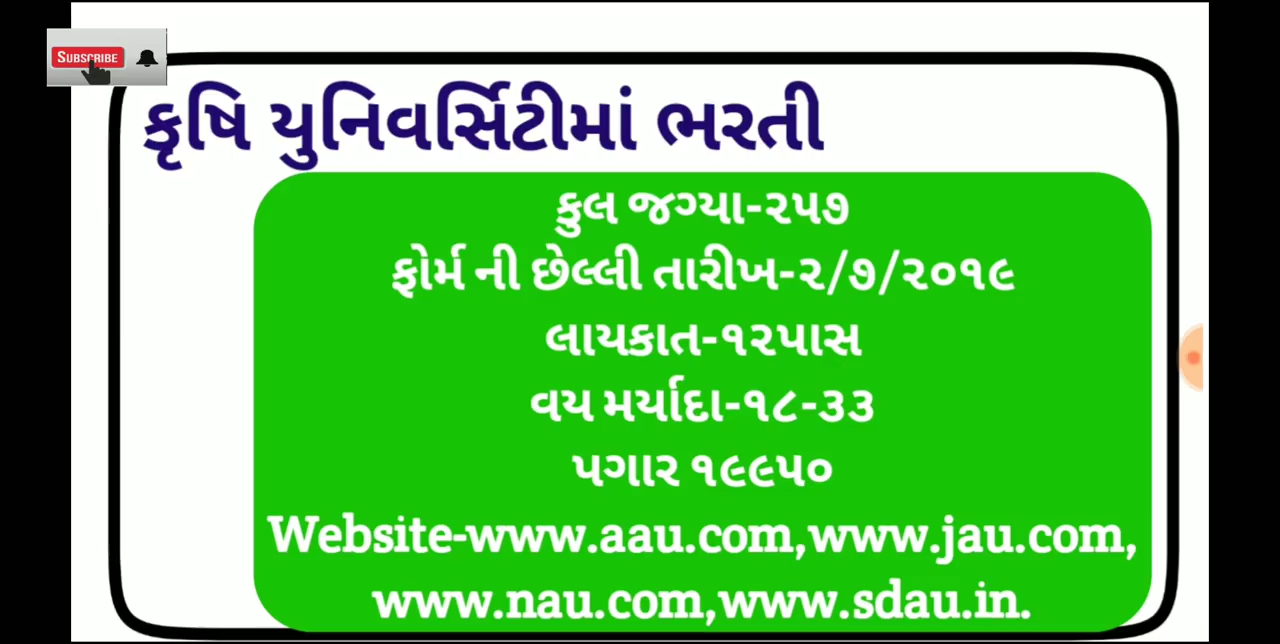 SUBSCRIBE
કૃષિ યુનિવર્સિટીમાં ભરતી
કુલ જગ્યા-૨૫૭
ફોર્મ ની છેલ્લી તારીખ-૨/૭/૨૦૧૯
લાયકાત-૧૨પાસ
વય મર્યાદા-૧૮-૩૩
પગાર ૧૯૯૫૦
Website-www.aau.com,www.jau.com,
www.nau.com,www.sdau.in.